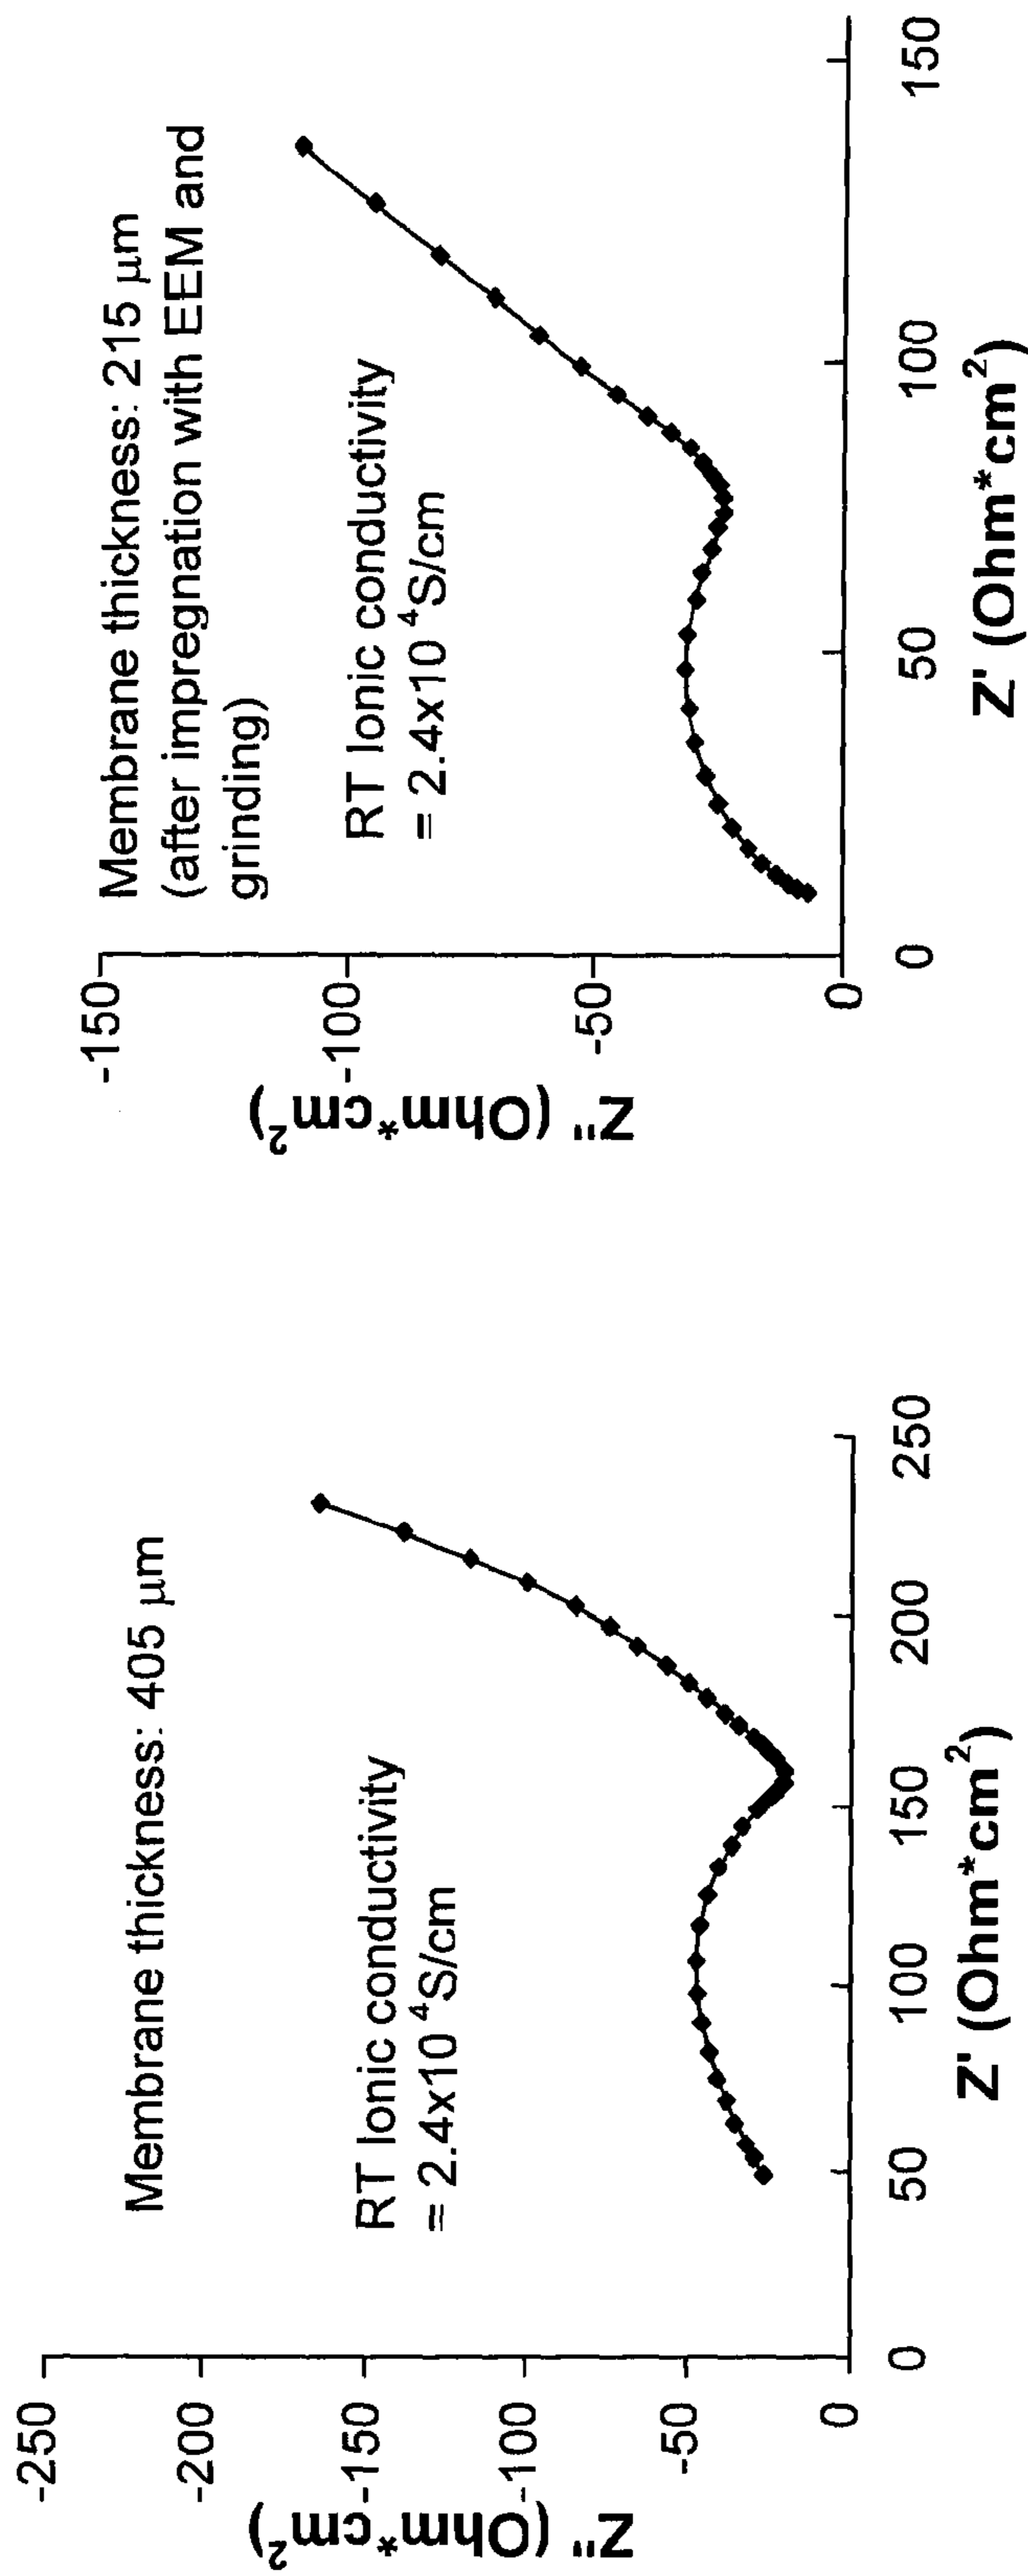 Membrane thickness: 405 μm
RT Ionic conductivity
= 2.4x10 4S/cm
-250
-200
-150
-100
-50
0
Z" (Ohm*cm2)
0
50
100
150
200
250
Z' (Ohm*cm2)
Membrane thickness: 215 μm
(after impregnation with EEM and
grinding)
RT Ionic conductivity
= 2.4x10 4S/cm
-150
-100
-50
0
Z" (Ohm*cm2)
0
50
100
150
Z' (Ohm*cm2)